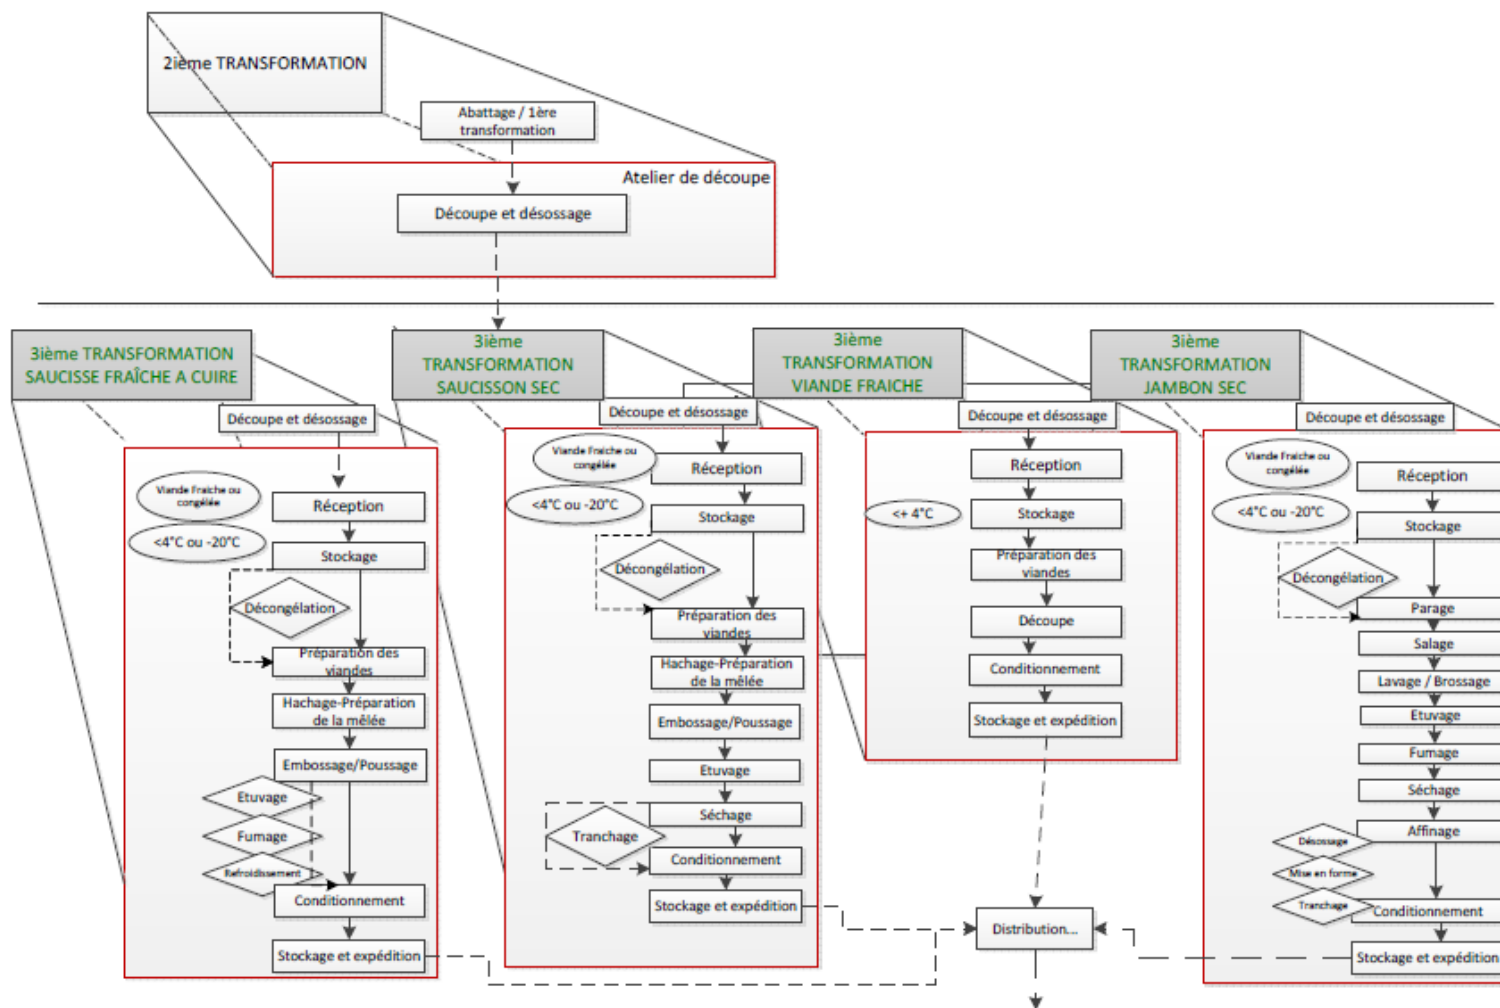 2ième TRANSFORMATION
Abattage / 1ère
transformation
Atelier de découpe
Découpe et désossage
3ième TRANSFORMATION
SAUCISSE FRAÎCHE A CUIRE
Découpe et désossage
Viande Fraiche ou
congélée
<4°C ou -20°C
Réception
Stockage
Décongélation
Préparation des
viandes
Hachage-Préparation
de la mêlée
Embossage/Poussage
Etuvage
Fumage
Refroidissement
Conditionnement
Stockage et expédition
3ième
TRANSFORMATION
SAUCISSON SEC
Découpe et désossage
Viande Fraiche ou
congélée
<4°C ou -20°C
Réception
Stockage
Décongélation
Préparation des
viandes
Hachage-Préparation
de la mêlée
Embossage/Poussage
Etuvage
Séchage
Tranchage
Conditionnement
Stockage et expédition
3ième
TRANSFORMATION
VIANDE FRAICHE
Découpe et désossage
<+ 4°C
Réception
Stockage
Préparation des
viandes
Découpe
Conditionnement
Stockage et expédition
Distribution...
3ième
TRANSFORMATION
JAMBON SEC
Découpe et désossage
Viande Fraiche ou
congélée
<4°C ou -20°C
Réception
Stockage
Décongélation
Parage
Salage
Lavage / Brossage
Etuvage
Fumage
Séchage
Affinage
Désossage
Mise en forme
Tranchage
Conditionnement
Stockage et expédition